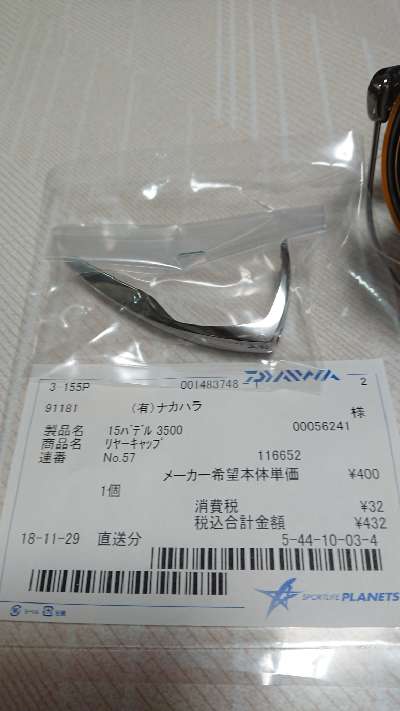 3 155P 001483748 - 1 DAIWA 2
91181 (有)ナカハラ 様
製品名 15バデル 3500 00056241
商品名 リヤーキャップ
連番 No.57 116652
メーカー希望本体単価 ¥400
1個
消費税 ¥32
税込合計金額 ¥432
18-11-29 直送分 5-44-10-03-4
SPORTLIFE PLANETS